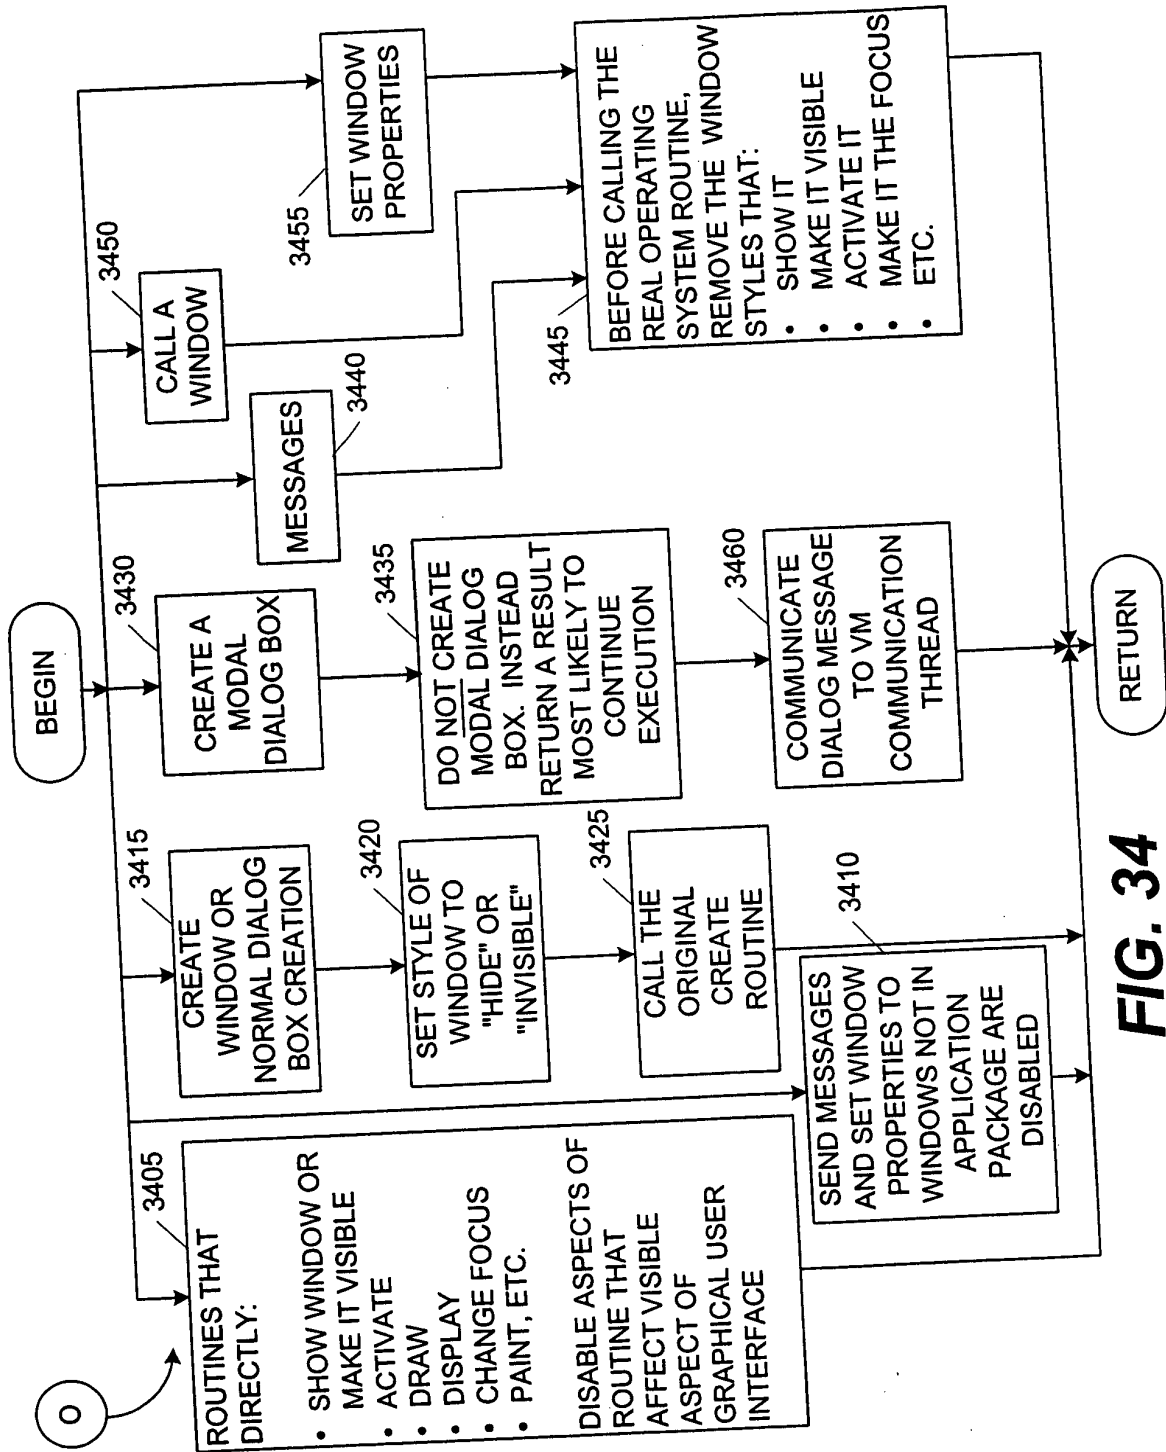 BEGIN
O
3405
ROUTINES THAT
DIRECTLY:
• SHOW WINDOW OR
MAKE IT VISIBLE
• ACTIVATE
• DRAW
• DISPLAY
• CHANGE FOCUS
• PAINT, ETC.
DISABLE ASPECTS OF
ROUTINE THAT
AFFECT VISIBLE
ASPECT OF
GRAPHICAL USER
INTERFACE
3415
CREATE
WINDOW OR
NORMAL DIALOG
BOX CREATION
3420
SET STYLE OF
WINDOW TO
"HIDE" OR
"INVISIBLE"
3425
CALL THE
ORIGINAL
CREATE
ROUTINE
3410
SEND MESSAGES
AND SET WINDOW
PROPERTIES TO
WINDOWS NOT IN
APPLICATION
PACKAGE ARE
DISABLED
3430
CREATE A
MODAL
DIALOG BOX
3435
DO NOT CREATE
MODAL DIALOG
BOX. INSTEAD
RETURN A RESULT
MOST LIKELY TO
CONTINUE
EXECUTION
3460
COMMUNICATE
DIALOG MESSAGE
TO VM
COMMUNICATION
THREAD
MESSAGES
3440
3450
CALL A
WINDOW
3455
SET WINDOW
PROPERTIES
3445
BEFORE CALLING THE
REAL OPERATING
SYSTEM ROUTINE,
REMOVE THE WINDOW
STYLES THAT:
• SHOW IT
• MAKE IT VISIBLE
• ACTIVATE IT
• MAKE IT THE FOCUS
• ETC.
RETURN
FIG. 34